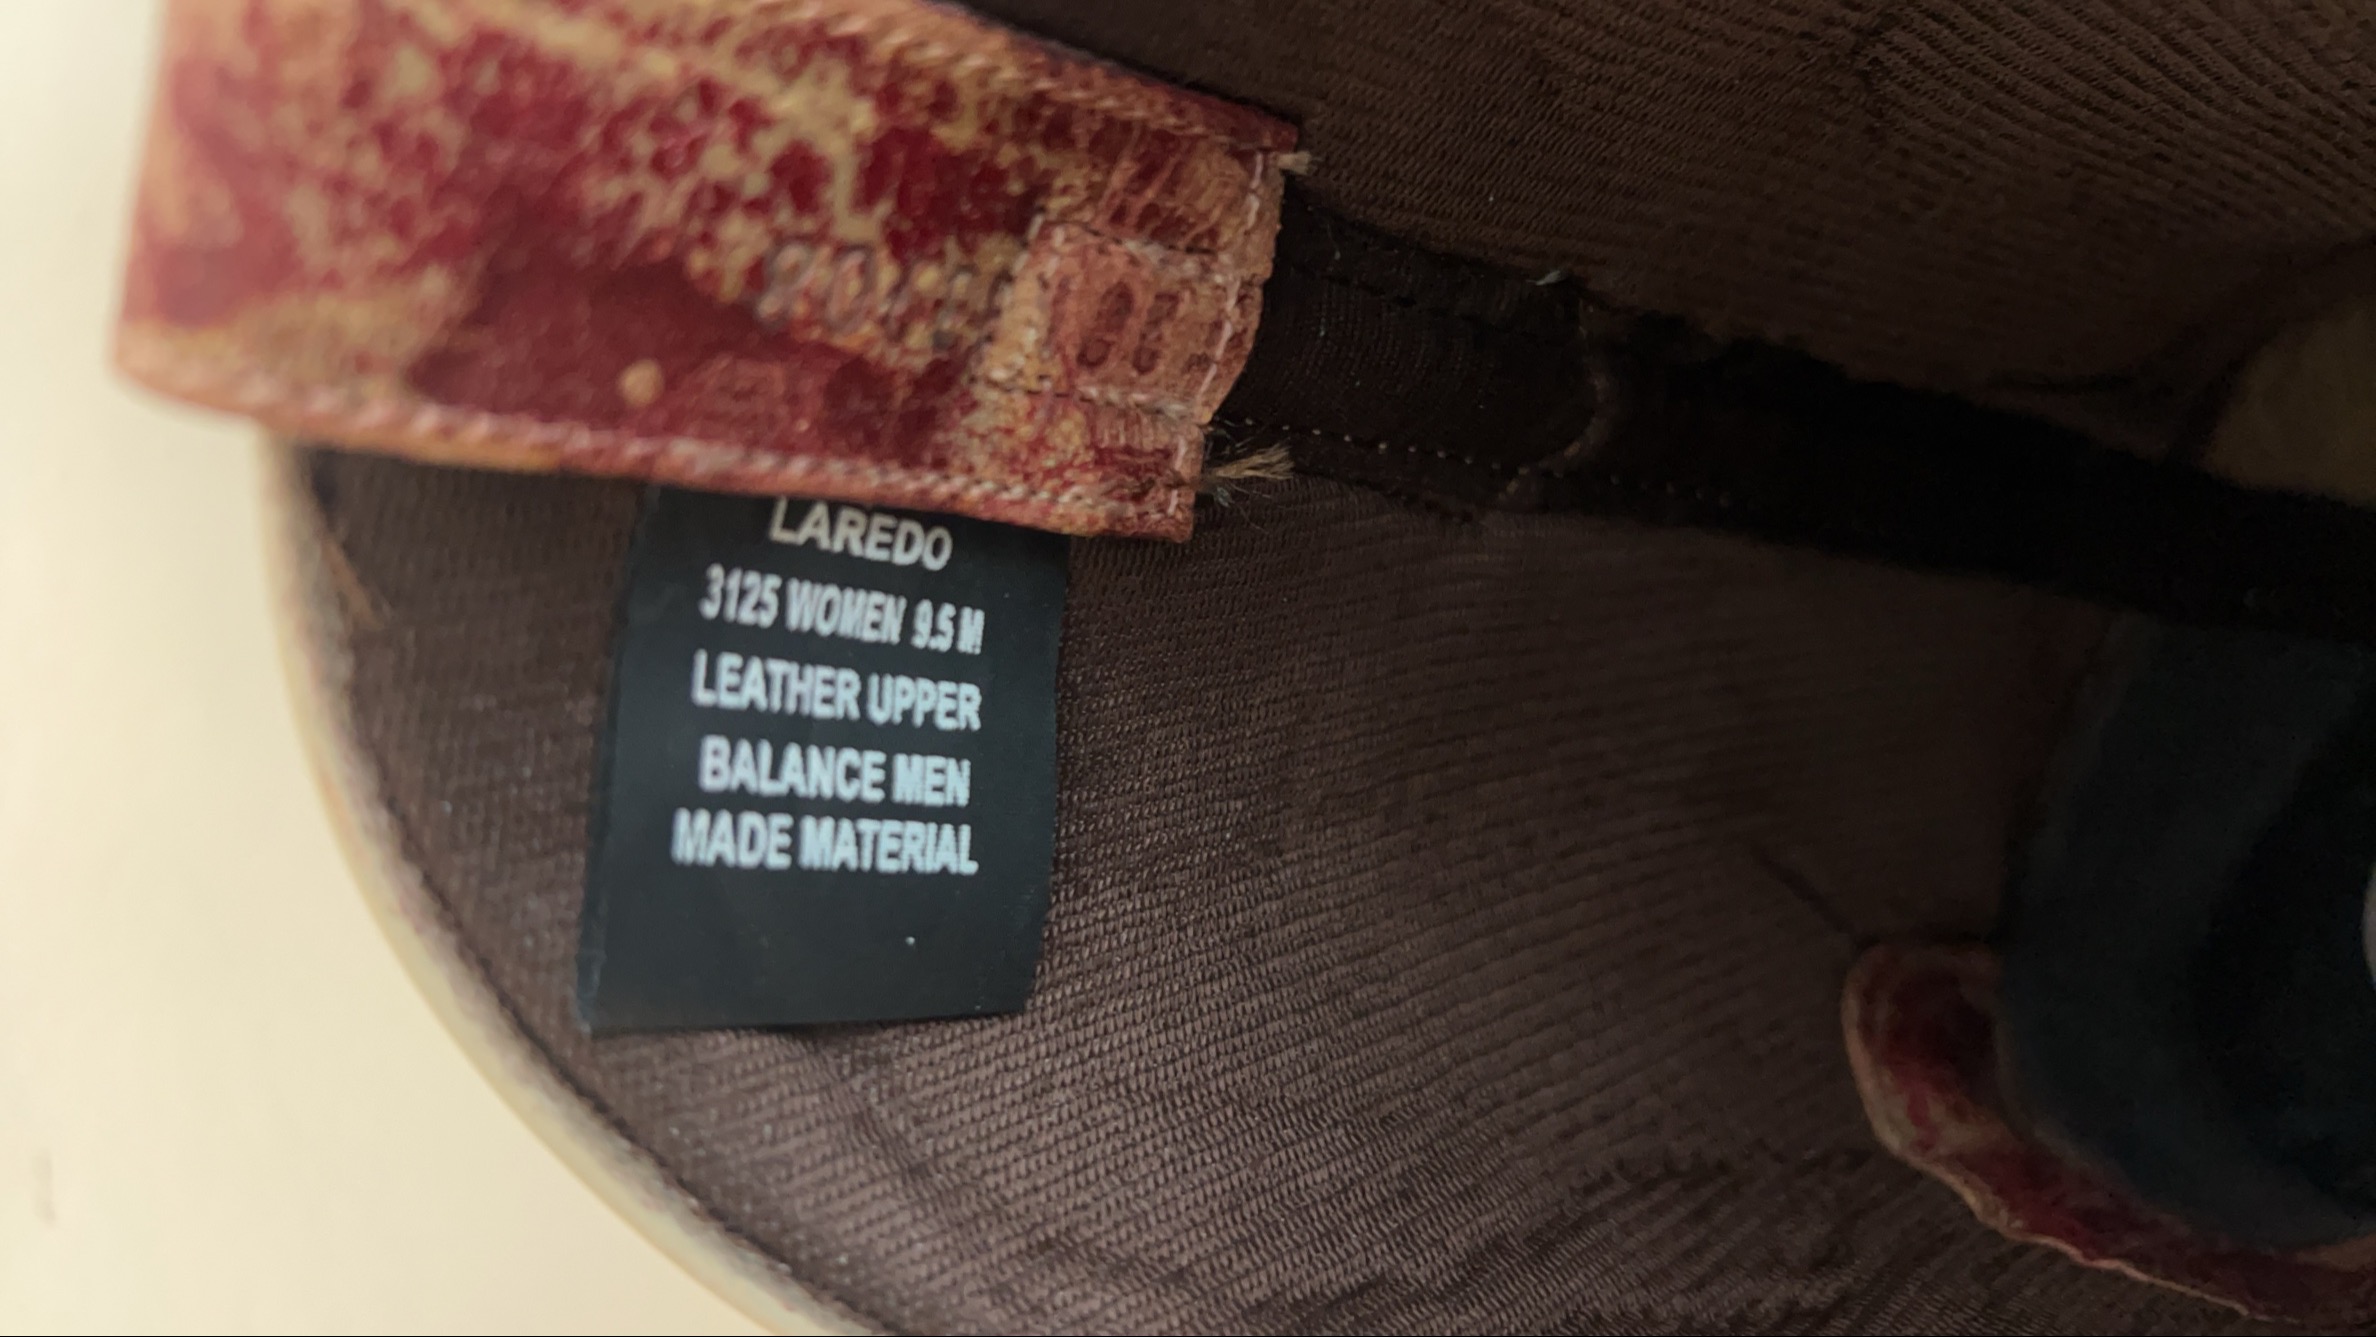 LAREDO
3125 WOMEN 9.5 M
LEATHER UPPER
BALANCE MEN
MADE MATERIAL